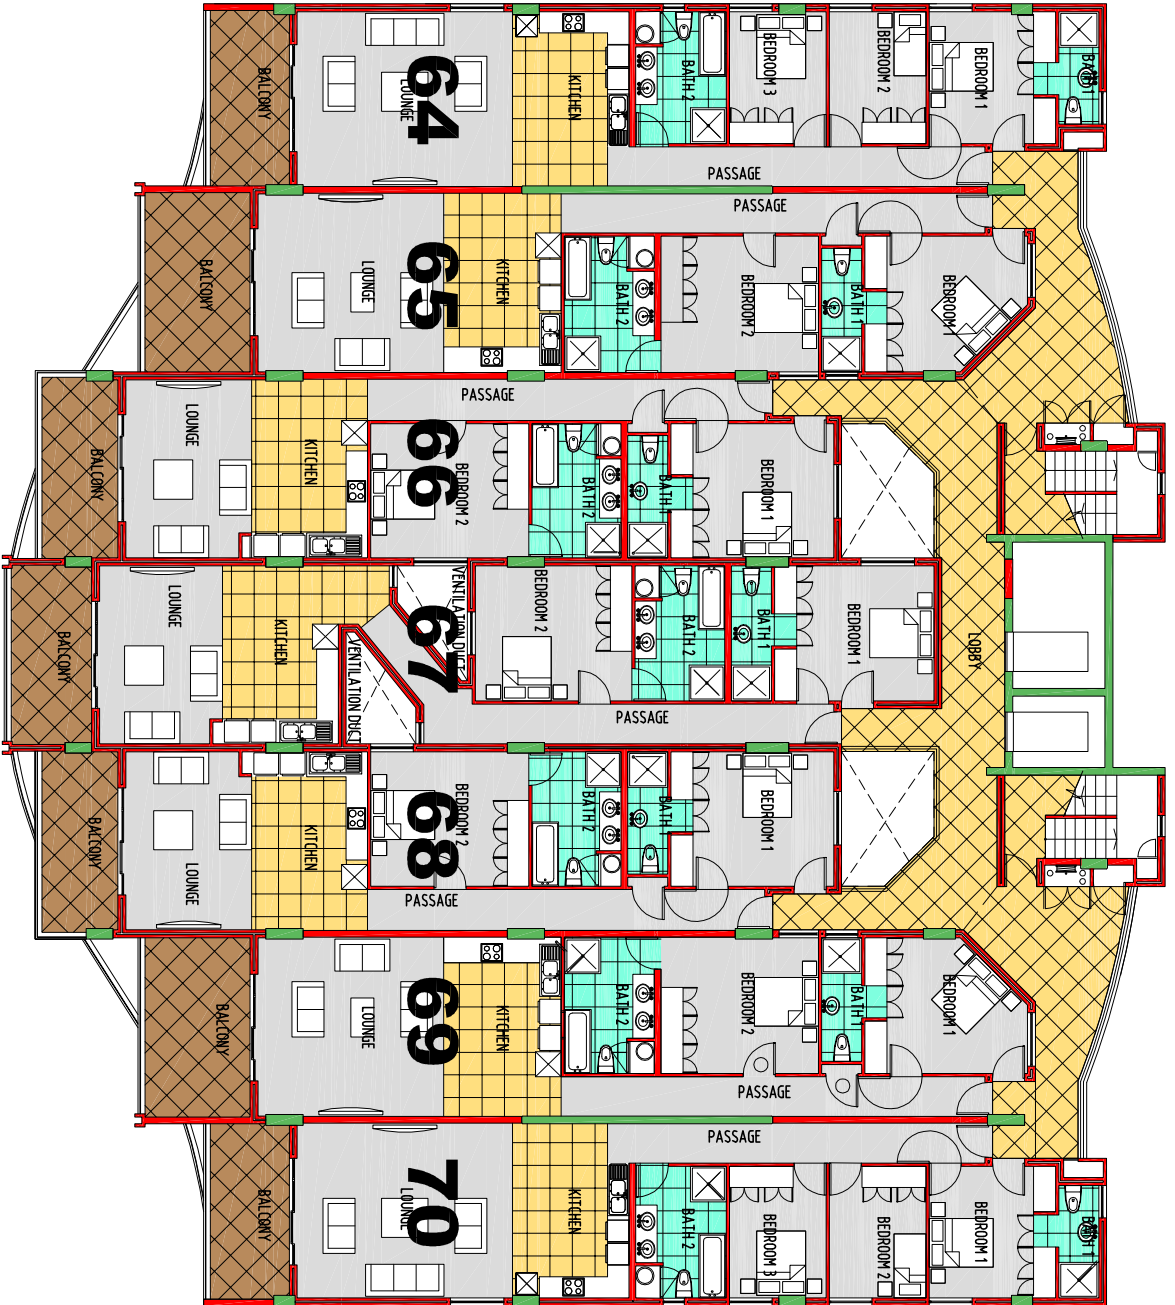 BALCONY
LOUNGE
64
KITCHEN
BATH 2
BEDROOM 3
BEDROOM 2
BEDROOM 1
BATH 1
PASSAGE
PASSAGE
BALCONY
LOUNGE
65
KITCHEN
BATH 2
BEDROOM 2
BATH 1
BEDROOM 1
PASSAGE
BALCONY
LOUNGE
KITCHEN
66
BEDROOM 2
BATH 2
BATH 1
BEDROOM 1
BALCONY
LOUNGE
KITCHEN
VENTILATION DUCT
VENTILATION DUCT
67
BEDROOM 2
BATH 2
BATH 1
BEDROOM 1
LOBBY
PASSAGE
BALCONY
LOUNGE
KITCHEN
68
BEDROOM 2
BATH 2
BATH 1
BEDROOM 1
PASSAGE
BALCONY
LOUNGE
69
KITCHEN
BATH 2
BEDROOM 2
BATH 1
BEDROOM 1
PASSAGE
PASSAGE
BALCONY
LOUNGE
70
KITCHEN
BATH 2
BEDROOM 3
BEDROOM 2
BEDROOM 1
BATH 1